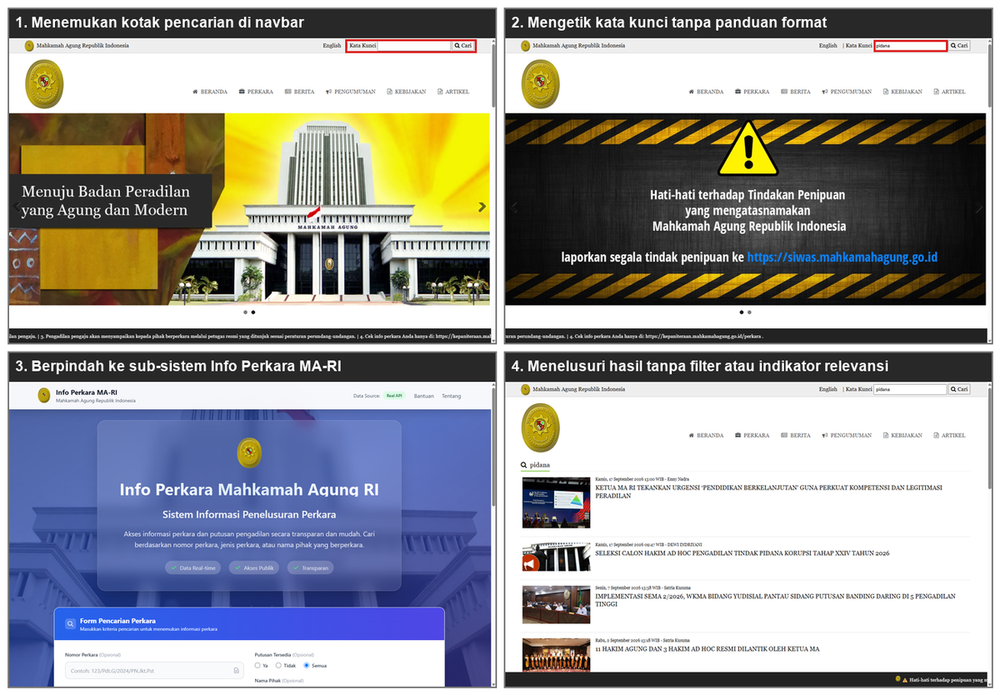 1. Menemukan kotak pencarian di navbar
Mahkamah Agung Republik Indonesia
English
Kata Kunci
Cari
BERANDA
PERKARA
BERITA
PENGUMUMAN
KEBIJAKAN
ARTIKEL
Menuju Badan Peradilan
yang Agung dan Modern
MAHKAMAH AGUNG
lan pengaju. | 3. Pengadilan pengaju akan menyampaikan kepada pihak berperkara melalui petugas resmi yang ditunjuk sesuai peraturan perundang-undangan. | 4. Cek info perkara Anda hanya di: https://kepaniteraan.mal
2. Mengetik kata kunci tanpa panduan format
Mahkamah Agung Republik Indonesia
English | Kata Kunci
pidana
Cari
BERANDA
PERKARA
BERITA
PENGUMUMAN
KEBIJAKAN
ARTIKEL
Hati-hati terhadap Tindakan Penipuan
yang mengatasnamakan
Mahkamah Agung Republik Indonesia
laporkan segala tindak penipuan ke https://siwas.mahkamahagung.go.id
uran perundang-undangan. | 4. Cek info perkara Anda hanya di: https://kepaniteraan.mahkamahagung.go.id/perkara .
3. Berpindah ke sub-sistem Info Perkara MA-RI
Info Perkara MA-RI
Mahkamah Agung Republik Indonesia
Data Source: Real API
Bantuan
Tentang
Info Perkara Mahkamah Agung RI
Sistem Informasi Penelusuran Perkara
Akses informasi perkara dan putusan pengadilan secara transparan dan mudah. Cari
berdasarkan nomor perkara, jenis perkara, atau nama pihak yang berperkara.
Data Real-time
Akses Publik
Transparan
Form Pencarian Perkara
Masukkan kriteria pencarian untuk menemukan informasi perkara
Nomor Perkara (Opsional)
Contoh: 123/Pdt.G/2024/PN.Jkt.Pst
Putusan Tersedia (Opsional)
Ya
Tidak
Semua
Nama Pihak (Opsional)
4. Menelusuri hasil tanpa filter atau indikator relevansi
Mahkamah Agung Republik Indonesia
English | Kata Kunci
pidana
Cari
BERANDA
PERKARA
BERITA
PENGUMUMAN
KEBIJAKAN
ARTIKEL
pidana
Kamis, 17 September 2026 13:00 WIB - Enny Nadra
KETUA MA RI TEKANKAN URGENSI ‘PENDIDIKAN BERKELANJUTAN’ GUNA PERKUAT KOMPETENSI DAN LEGITIMASI
PERADILAN
Kamis, 17 September 2026 09:47 WIB - DEWI INDRIYANI
SELEKSI CALON HAKIM AD HOC PENGADILAN TINDAK PIDANA KORUPSI TAHAP XXIV TAHUN 2026
Senin, 7 September 2026 13:58 WIB - Satria Kusuma
IMPLEMENTASI SEMA 2/2026, WKMA BIDANG YUDISIAL PANTAU SIDANG PUTUSAN BANDING DARING DI 5 PENGADILAN
TINGGI
Rabu, 2 September 2026 13:18 WIB - Satria Kusuma
11 HAKIM AGUNG DAN 3 HAKIM AD HOC RESMI DILANTIK OLEH KETUA MA
Hati-hati terhadap penipuan yang m